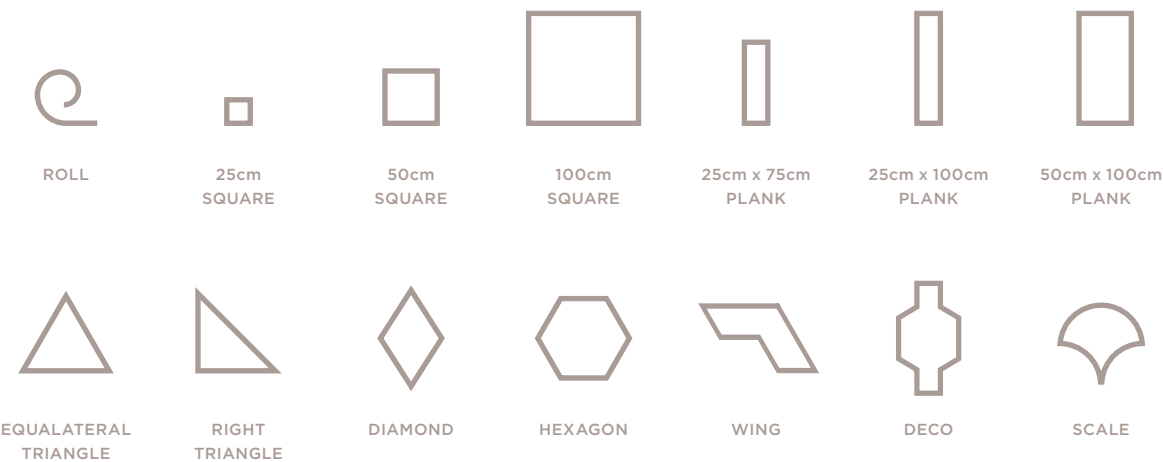 ROLL
25cm
SQUARE
50cm
SQUARE
100cm
SQUARE
25cm x 75cm
PLANK
25cm x 100cm
PLANK
50cm x 100cm
PLANK
EQUALATERAL
TRIANGLE
RIGHT
TRIANGLE
DIAMOND
HEXAGON
WING
DECO
SCALE